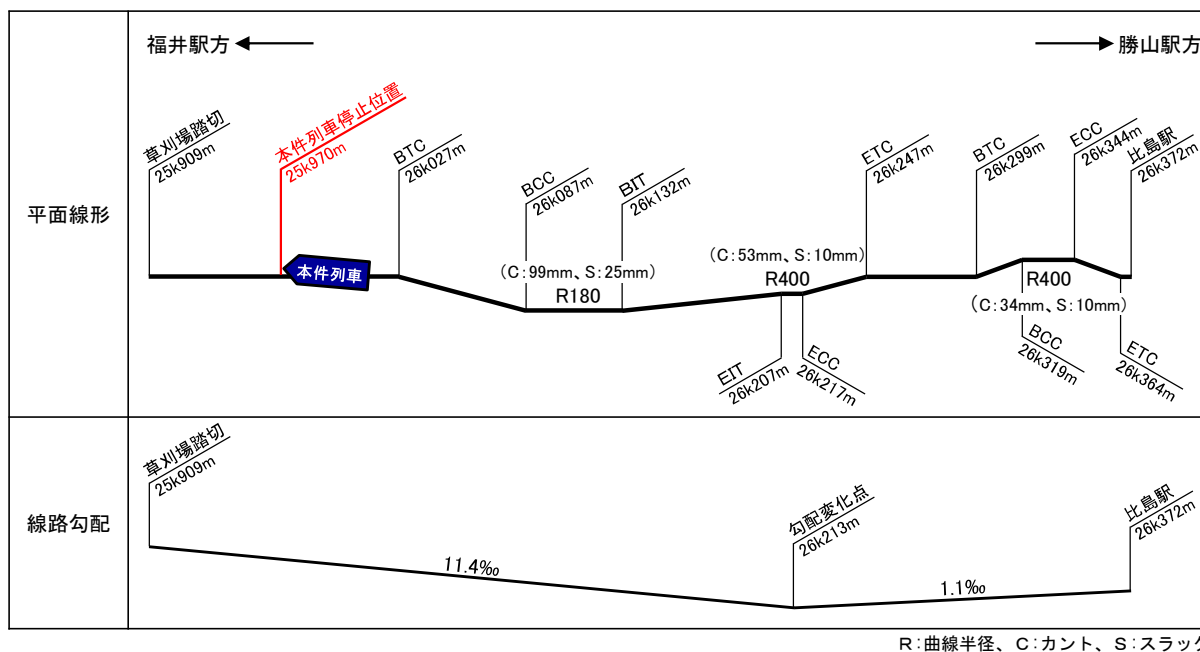 福井駅方
勝山駅方
平面線形
草刈場踏切
25k909m
本件列車停止位置
25k970m
BTC
26k027m
BCC
26k087m
BIT
26k132m
ETC
26k247m
BTC
26k299m
ECC
26k344m
比島駅
26k372m
本件列車
(C:99mm、S:25mm)
R180
(C:53mm、S:10mm)
R400
R400
(C:34mm、S:10mm)
EIT
26k207m
ECC
26k217m
BCC
26k319m
ETC
26k364m
線路勾配
草刈場踏切
25k909m
11.4‰
勾配変化点
26k213m
1.1‰
比島駅
26k372m
R:曲線半径、C:カント、S:スラック